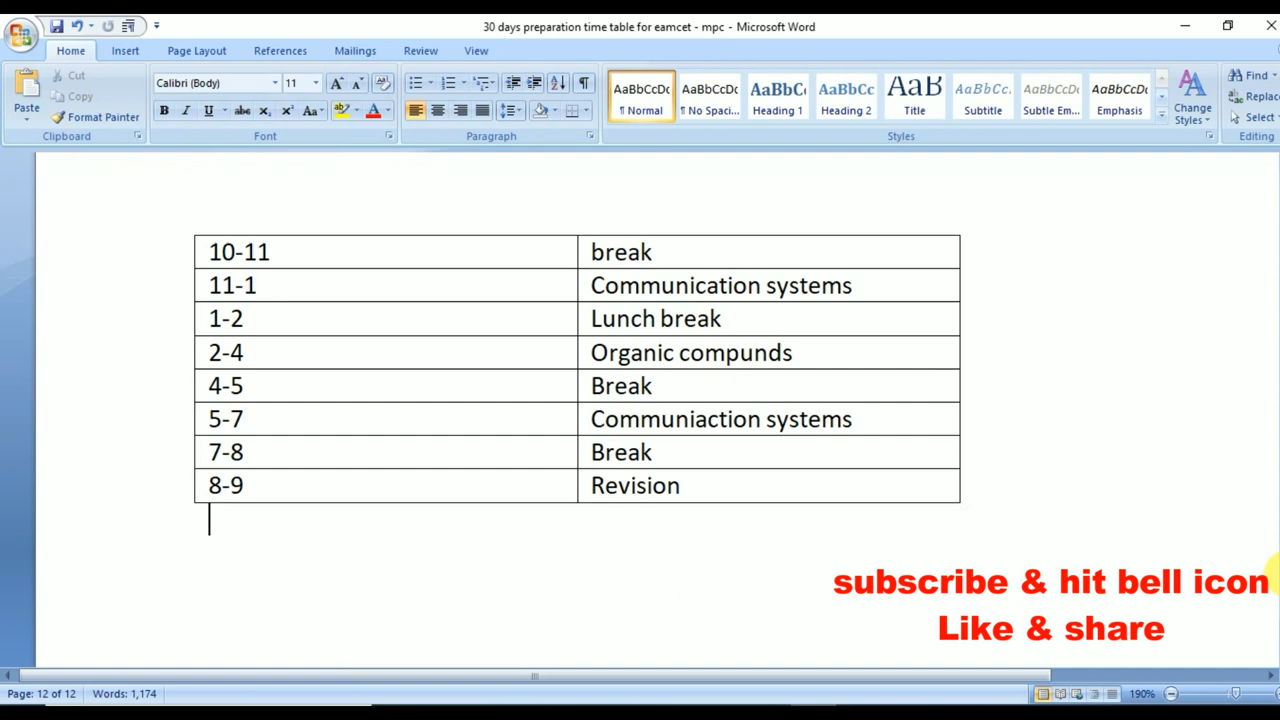 30 days preparation time table for eamcet - mpc - Microsoft Word
Home Insert Page Layout References Mailings Review View
Cut
Copy
Paste
Format Painter
Clipboard
Calibri (Body) 11
B I U abc x₂ x² Aa
Font
Paragraph
AaBbCcDc AaBbCcDc AaBbC AaBbCc AaB AaBbCc. AaBbCcDc AaBbCcDc
¶ Normal ¶ No Spaci... Heading 1 Heading 2 Title Subtitle Subtle Em... Emphasis
Change Styles
Styles
Find
Replace
Select
Editing
10-11 break
11-1 Communication systems
1-2 Lunch break
2-4 Organic compunds
4-5 Break
5-7 Communiaction systems
7-8 Break
8-9 Revision
subscribe & hit bell icon
Like & share
Page: 12 of 12 Words: 1,174 190%